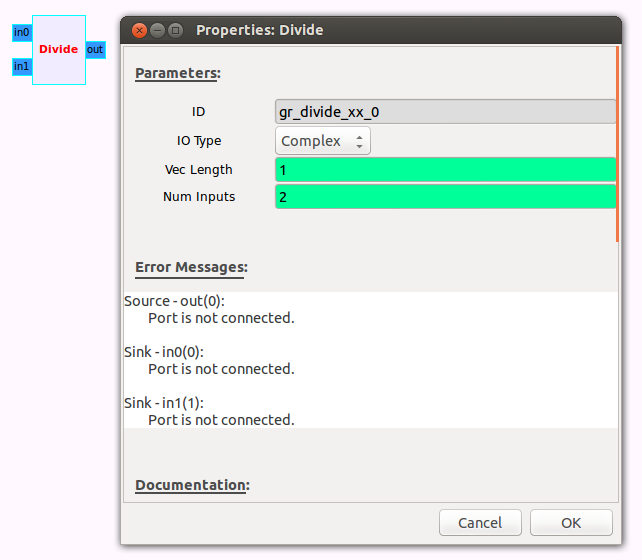 in0
Divide
out
in1
Properties: Divide
Parameters:
ID
gr_divide_xx_0
IO Type
Complex
Vec Length
1
Num Inputs
2
Error Messages:
Source - out(0):
Port is not connected.
Sink - in0(0):
Port is not connected.
Sink - in1(1):
Port is not connected.
Documentation:
Cancel
OK